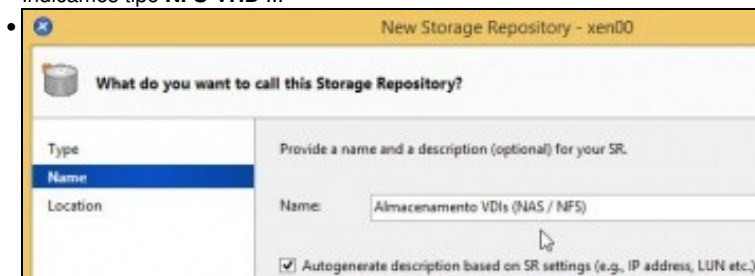 indicamos tipo NFS VHD ...
New Storage Repository - xen00
What do you want to call this Storage Repository?
Type
Provide a name and a description (optional) for your SR.
Name
Location
Name:
Almacenamento VDIs (NAS / NFS)
Autogenerate description based on SR settings (e.g., IP address, LUN etc.)